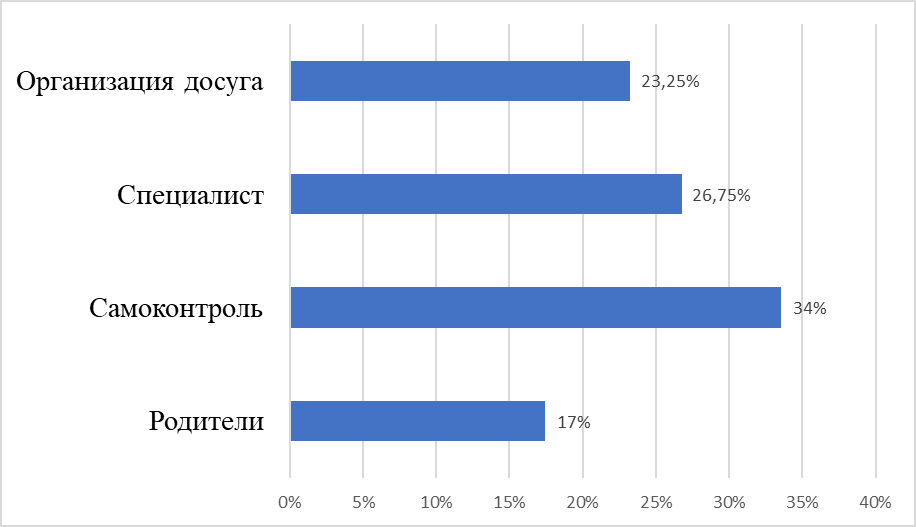 Организация досуга
23,25%
Специалист
26,75%
Самоконтроль
34%
Родители
17%
0% 5% 10% 15% 20% 25% 30% 35% 40%